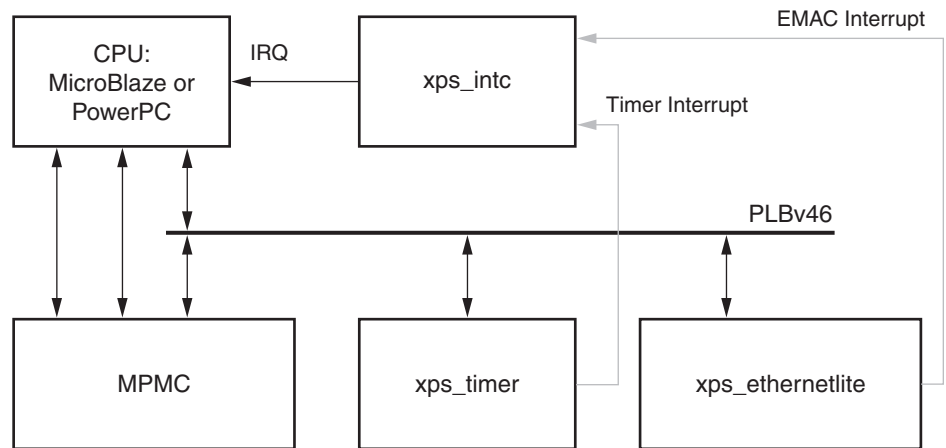 EMAC Interrupt
CPU:
MicroBlaze or
PowerPC
IRQ
xps_intc
Timer Interrupt
PLBv46
MPMC
xps_timer
xps_ethernetlite